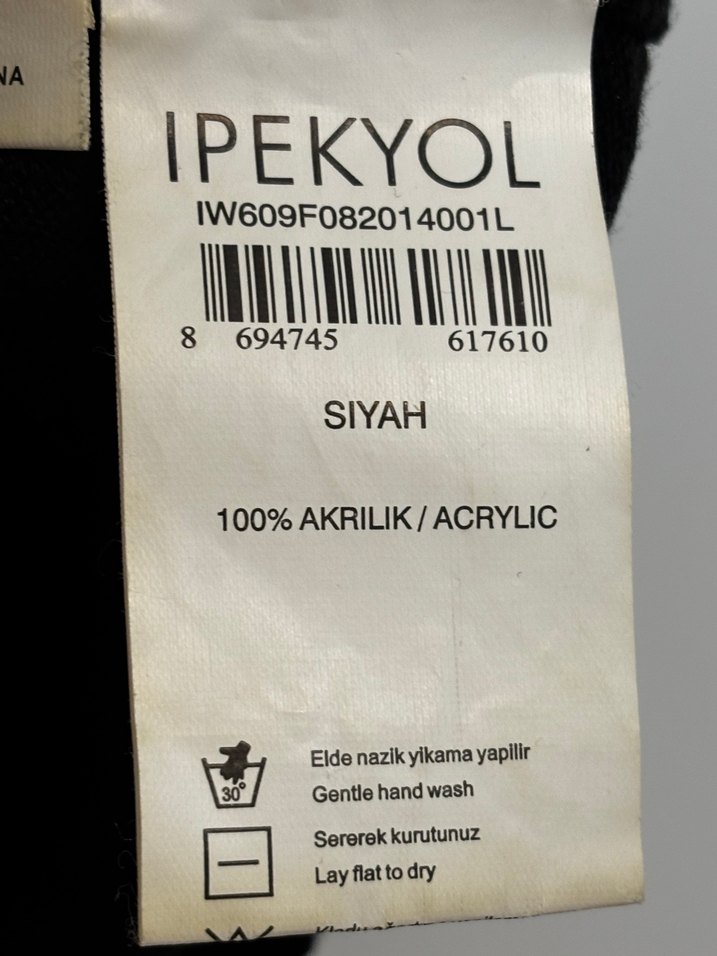 NA
IPEKYOL
IW609F082014001L
8 694745 617610
SIYAH
100% AKRILIK / ACRYLIC
30°
Elde nazik yikama yapilir
Gentle hand wash
Sererek kurutunuz
Lay flat to dry